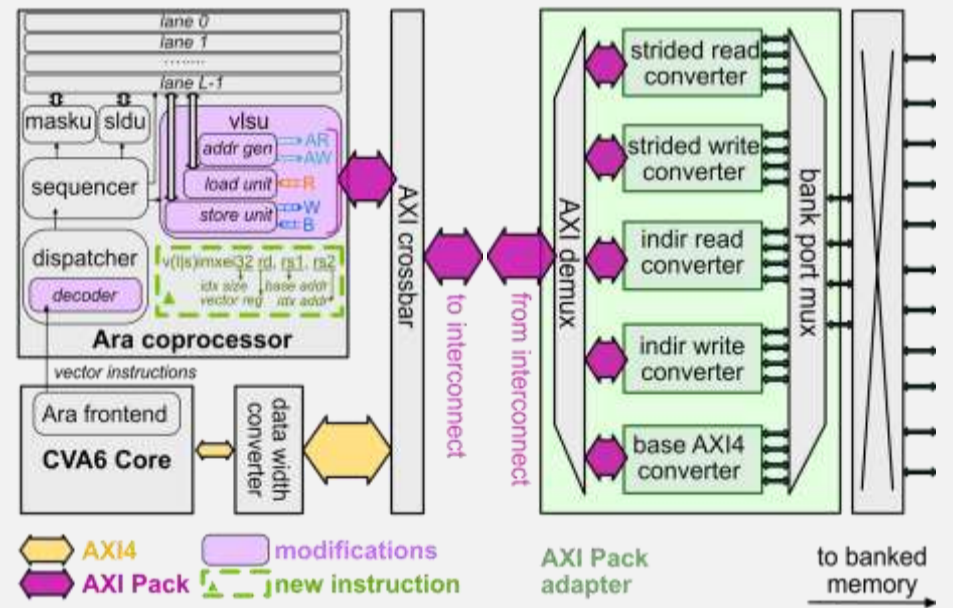 lane 0
lane 1
........
lane L-1
masku
sldu
vlsu
addr gen
AR
AW
sequencer
load unit
R
store unit
W
B
dispatcher
decoder
v(l|s)imxei32 rd, rs1, rs2
idx size
base addr
vector reg
idx addr
Ara coprocessor
vector instructions
Ara frontend
CVA6 Core
data width
converter
AXI crossbar
to interconnect
from interconnect
AXI demux
strided read
converter
strided write
converter
indir read
converter
indir write
converter
base AXI4
converter
bank port mux
AXI4
AXI Pack
modifications
new instruction
AXI Pack
adapter
to banked
memory